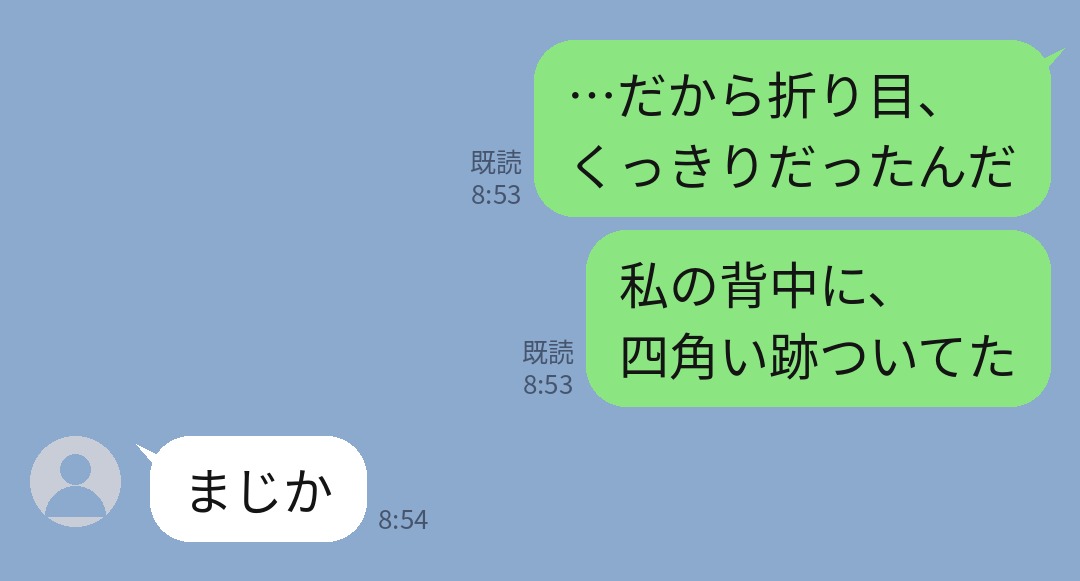 …だから折り目、
くっきりだったんだ
既読
8:53
私の背中に、
四角い跡ついてた
既読
8:53
まじか
8:54